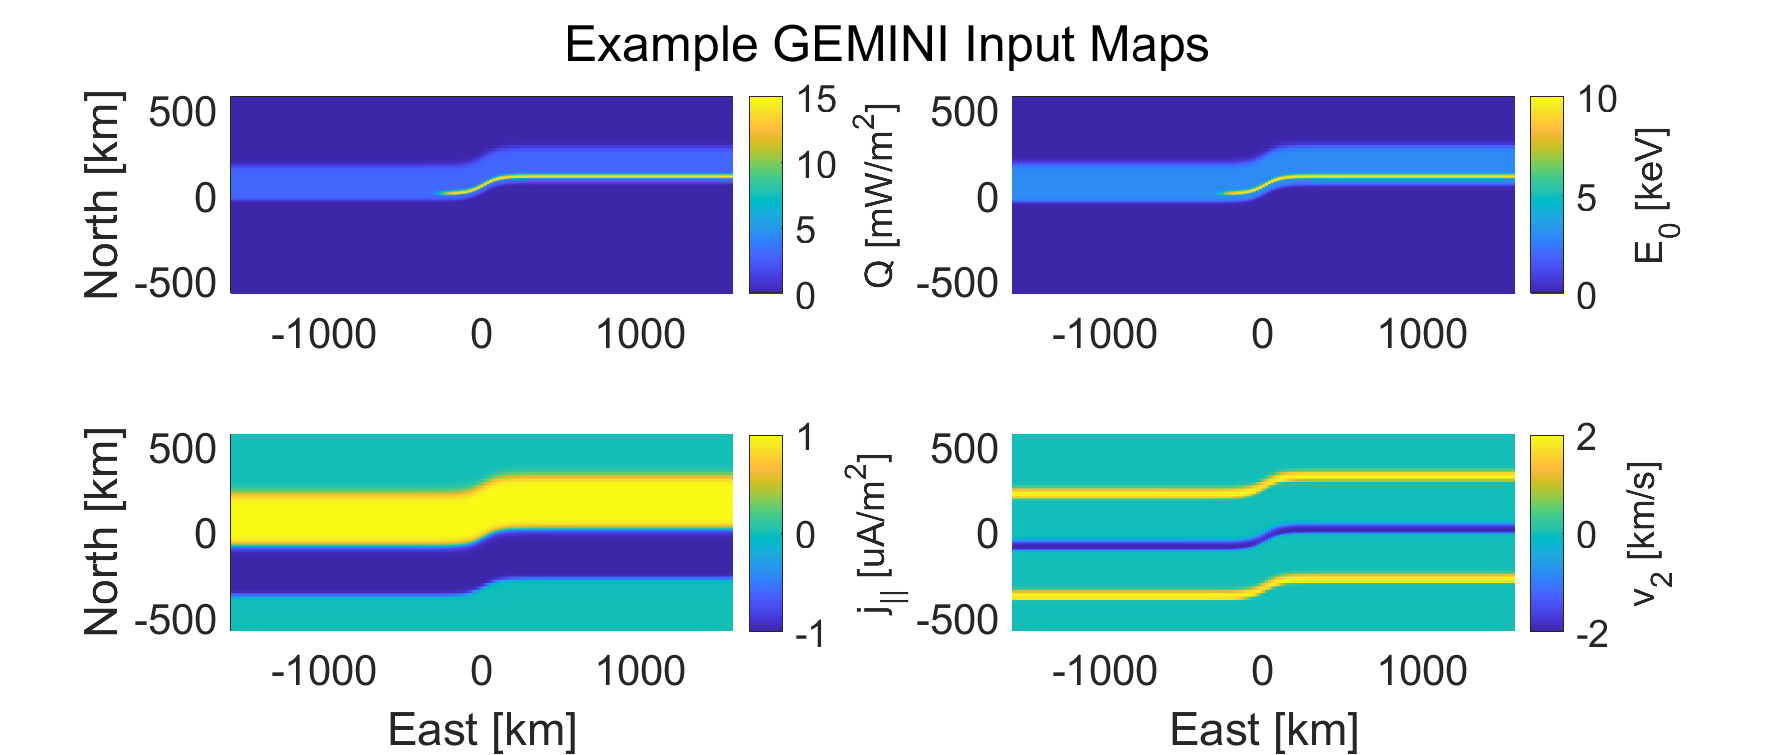 Example GEMINI Input Maps
North [km]
500
0
-500
-1000 0 1000
15
10
5
0
Q [mW/m²]
500
0
-500
-1000 0 1000
10
5
0
E₀ [keV]
North [km]
500
0
-500
-1000 0 1000
East [km]
1
0
-1
j|| [uA/m²]
500
0
-500
-1000 0 1000
East [km]
2
0
-2
v₂ [km/s]